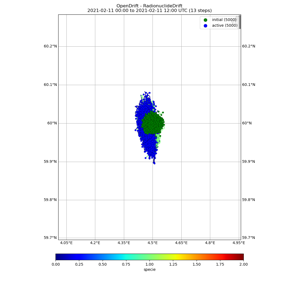 OpenDrift - RadionuclideDrift
2021-02-11 00:00 to 2021-02-11 12:00 UTC (13 steps)
initial (5000)
active (5000)
60.2°N
60.2°N
60.1°N
60.1°N
60°N
60°N
59.9°N
59.9°N
59.8°N
59.8°N
59.7°N
59.7°N
4.05°E 4.2°E 4.35°E 4.5°E 4.65°E 4.8°E 4.95°E
0.00 0.25 0.50 0.75 1.00 1.25 1.50 1.75 2.00
specie